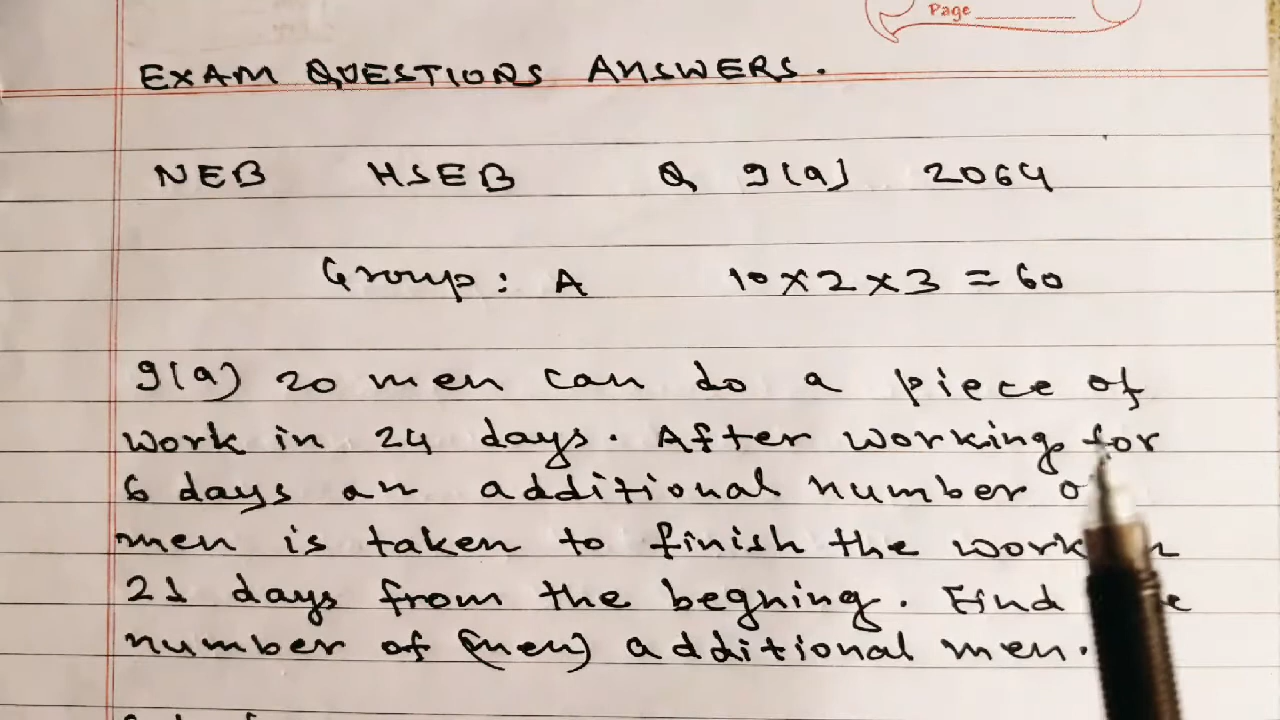 Page
EXAM QUESTIONS ANSWERS.
NEB HSEB Q 9(a) 2064
Group: A 10×2×3 = 60
9(a) 20 men can do a piece of
work in 24 days. After working for
6 days an additional number
men is taken to finish the work
21 days from the begning. Find
number of (men) additional men.